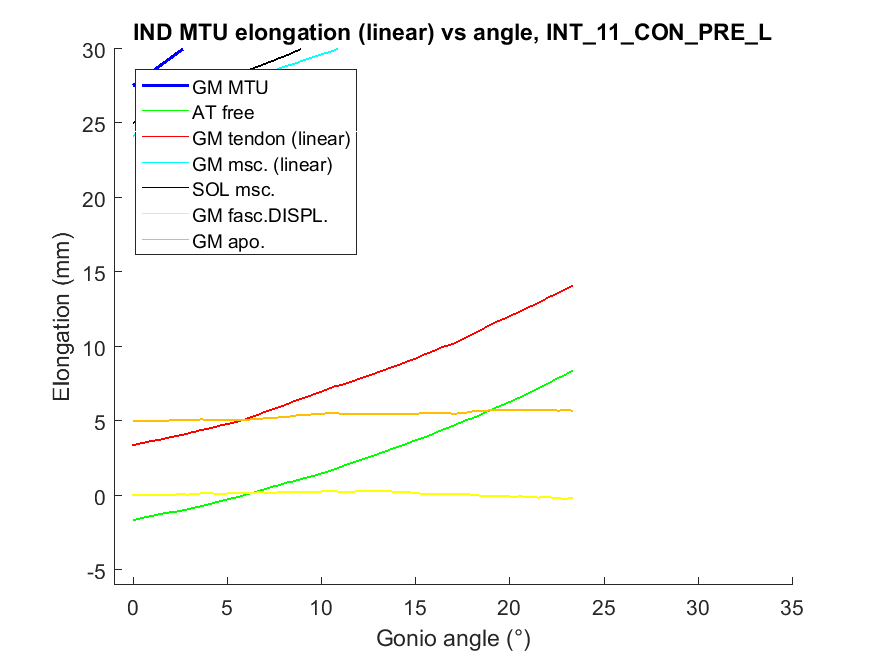 IND MTU elongation (linear) vs angle, INT_11_CON_PRE_L
30
25
20
15
10
5
0
-5
Elongation (mm)
GM MTU
AT free
GM tendon (linear)
GM msc. (linear)
SOL msc.
GM fasc.DISPL.
GM apo.
0 5 10 15 20 25 30 35
Gonio angle (°)